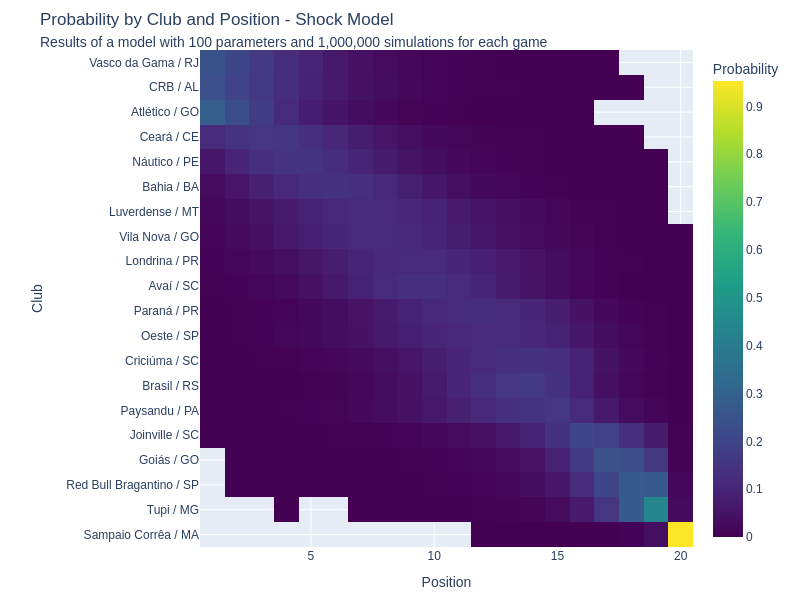 Probability by Club and Position - Shock Model
Results of a model with 100 parameters and 1,000,000 simulations for each game
Probability
Club
Vasco da Gama / RJ
CRB / AL
Atlético / GO
Ceará / CE
Náutico / PE
Bahia / BA
Luverdense / MT
Vila Nova / GO
Londrina / PR
Avaí / SC
Paraná / PR
Oeste / SP
Criciúma / SC
Brasil / RS
Paysandu / PA
Joinville / SC
Goiás / GO
Red Bull Bragantino / SP
Tupi / MG
Sampaio Corrêa / MA
0.9
0.8
0.7
0.6
0.5
0.4
0.3
0.2
0.1
0
5 10 15 20
Position